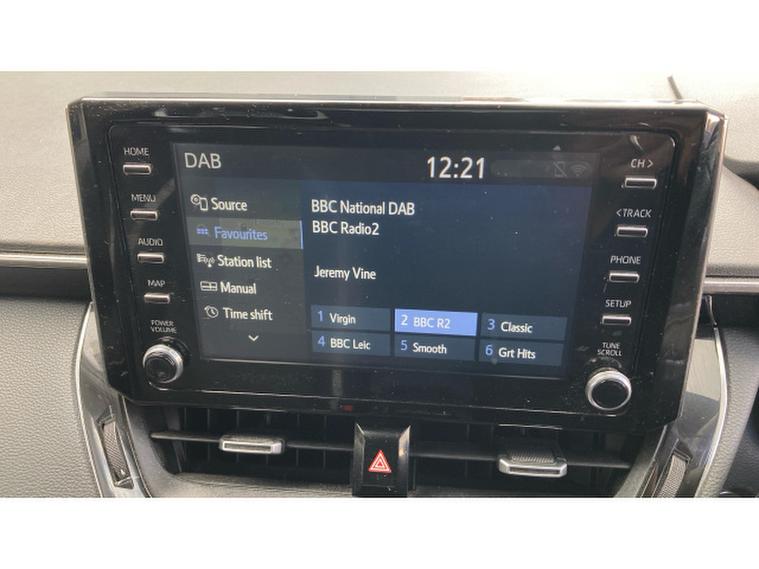 HOME
MENU
AUDIO
MAP
POWER
VOLUME
DAB
12:21
Source
Favourites
Station list
Manual
Time shift
BBC National DAB
BBC Radio2
Jeremy Vine
1 Virgin
2 BBC R2
3 Classic
4 BBC Leic
5 Smooth
6 Grt Hits
CH >
< TRACK
PHONE
SETUP
TUNE
SCROLL